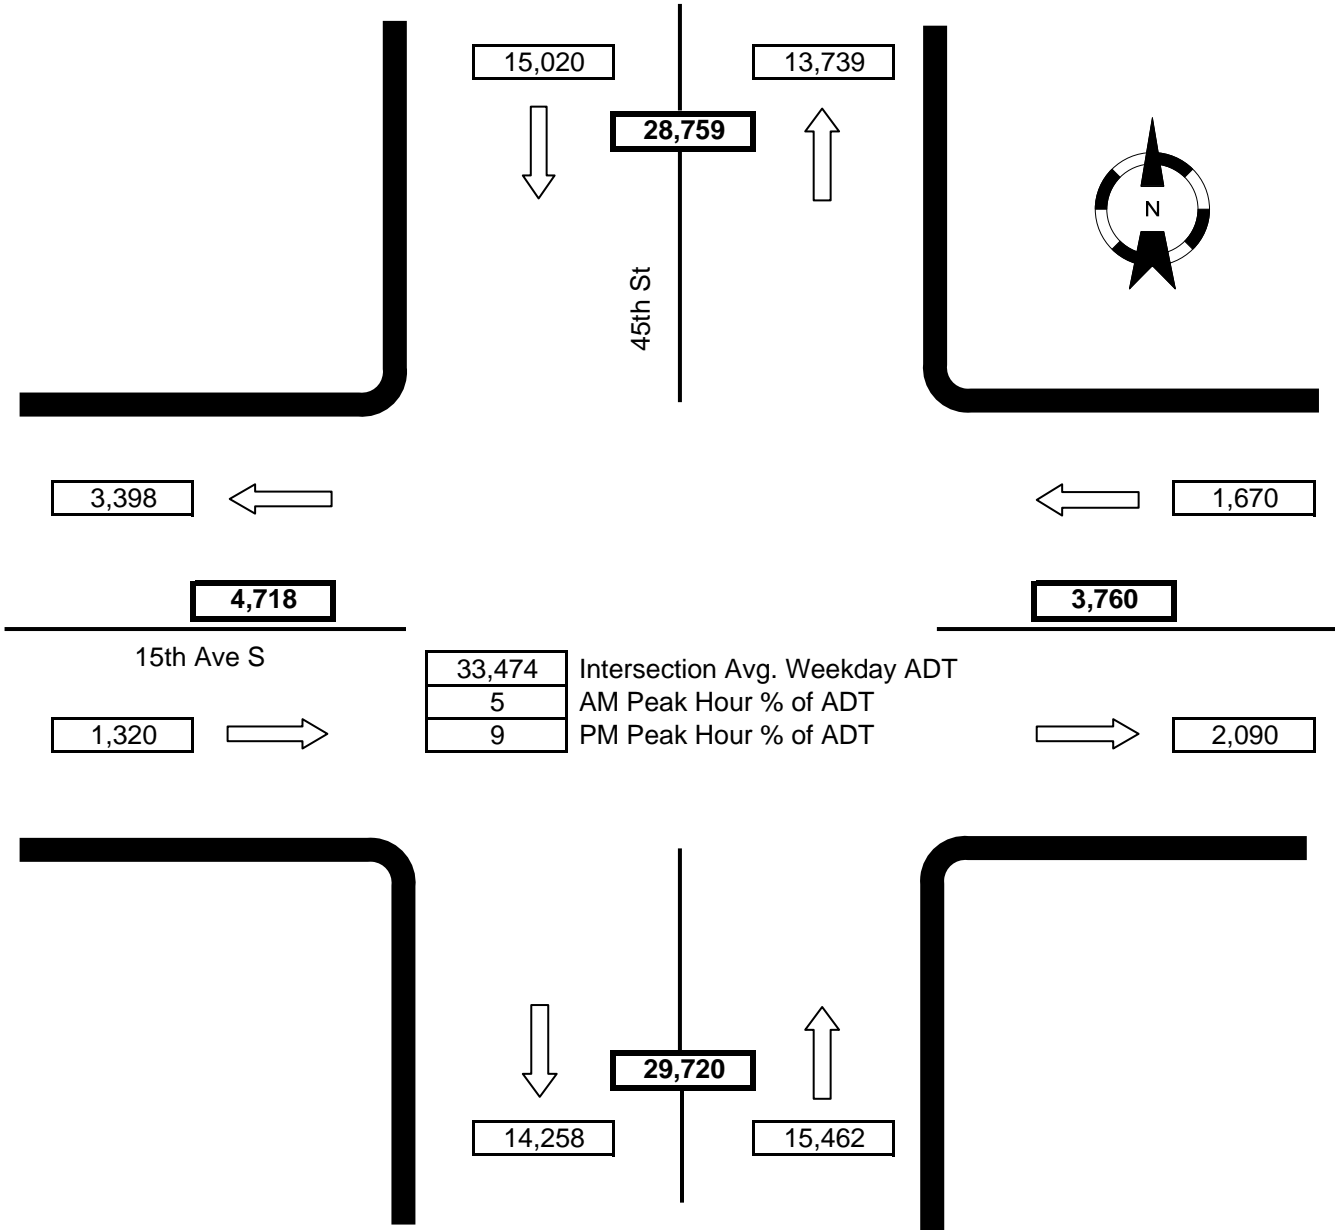 15,020
13,739
28,759
N
45th St
3,398
1,670
4,718
3,760
15th Ave S
33,474 Intersection Avg. Weekday ADT
5 AM Peak Hour % of ADT
9 PM Peak Hour % of ADT
1,320
2,090
29,720
14,258
15,462